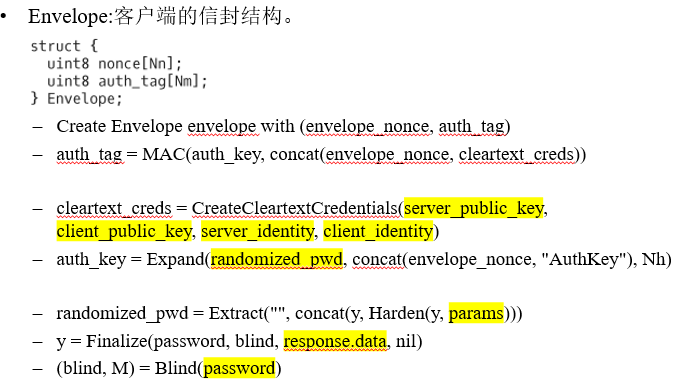 • Envelope:客户端的信封结构。
struct {
uint8 nonce[Nn];
uint8 auth_tag[Nm];
} Envelope;
– Create Envelope envelope with (envelope_nonce, auth_tag)
– auth_tag = MAC(auth_key, concat(envelope_nonce, cleartext_creds))
– cleartext_creds = CreateCleartextCredentials(server_public_key,
client_public_key, server_identity, client_identity)
– auth_key = Expand(randomized_pwd, concat(envelope_nonce, "AuthKey"), Nh)
– randomized_pwd = Extract("", concat(y, Harden(y, params)))
– y = Finalize(password, blind, response.data, nil)
– (blind, M) = Blind(password)